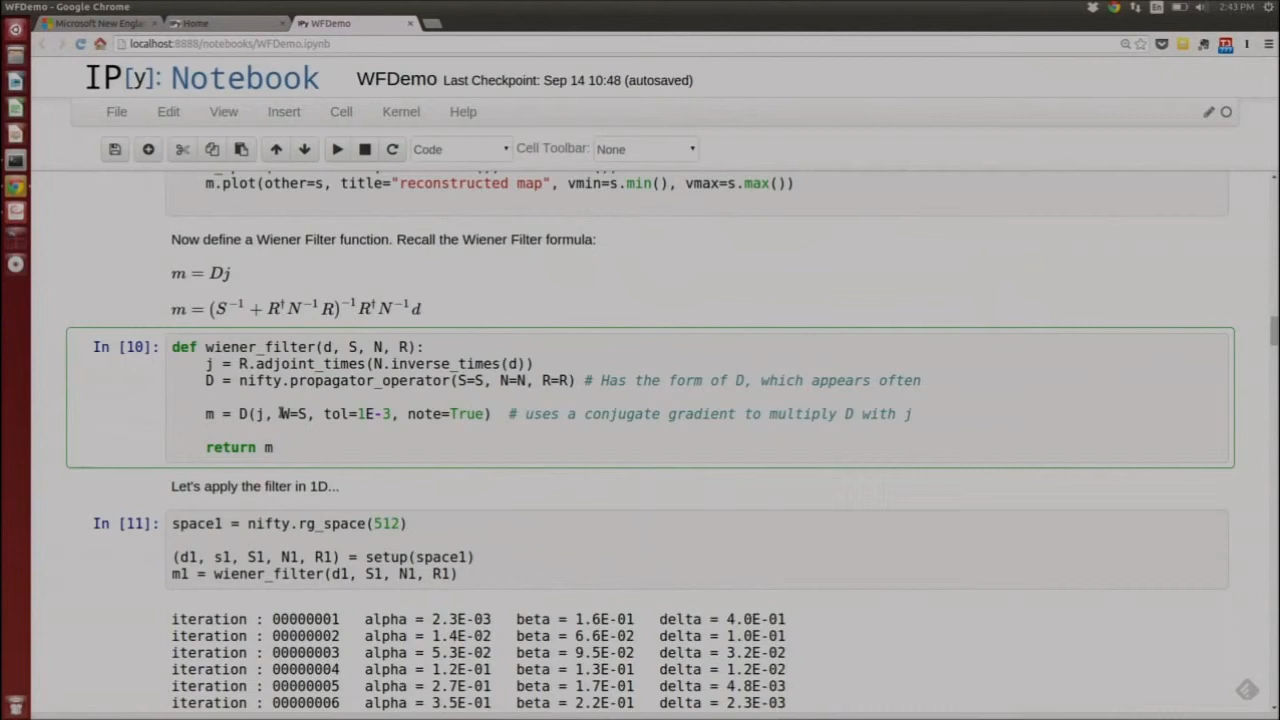 WFDemo - Google Chrome
En
2:43 PM
Microsoft New Engla
IPy Home
IPy WFDemo
localhost:8888/notebooks/WFDemo.ipynb
IP[y]: Notebook WFDemo Last Checkpoint: Sep 14 10:48 (autosaved)
File Edit View Insert Cell Kernel Help
Code Cell Toolbar: None
m.plot(other=s, title="reconstructed map", vmin=s.min(), vmax=s.max())
Now define a Wiener Filter function. Recall the Wiener Filter formula:
m = Dj
m = (S⁻¹ + R†N⁻¹R)⁻¹R†N⁻¹d
In [10]: def wiener_filter(d, S, N, R):
j = R.adjoint_times(N.inverse_times(d))
D = nifty.propagator_operator(S=S, N=N, R=R) # Has the form of D, which appears often
m = D(j, W=S, tol=1E-3, note=True) # uses a conjugate gradient to multiply D with j
return m
Let's apply the filter in 1D...
In [11]: space1 = nifty.rg_space(512)
(d1, s1, S1, N1, R1) = setup(space1)
m1 = wiener_filter(d1, S1, N1, R1)
iteration : 00000001 alpha = 2.3E-03 beta = 1.6E-01 delta = 4.0E-01
iteration : 00000002 alpha = 1.4E-02 beta = 6.6E-02 delta = 1.0E-01
iteration : 00000003 alpha = 5.3E-02 beta = 9.5E-02 delta = 3.2E-02
iteration : 00000004 alpha = 1.2E-01 beta = 1.3E-01 delta = 1.2E-02
iteration : 00000005 alpha = 2.7E-01 beta = 1.7E-01 delta = 4.8E-03
iteration : 00000006 alpha = 3.5E-01 beta = 2.2E-01 delta = 2.3E-03